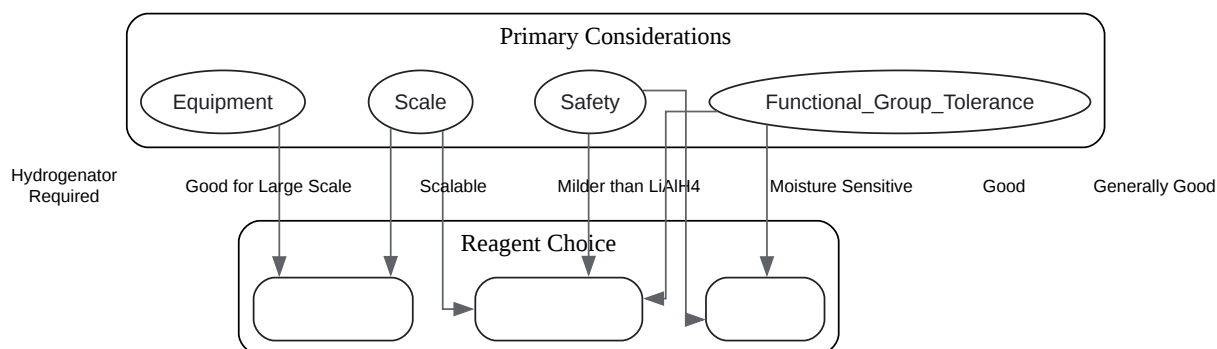 Primary Considerations
Equipment
Scale
Safety
Functional_Group_Tolerance
Hydrogenator
Required
Good for Large Scale
Scalable
Milder than LiAlH4
Moisture Sensitive
Good
Generally Good
Reagent Choice